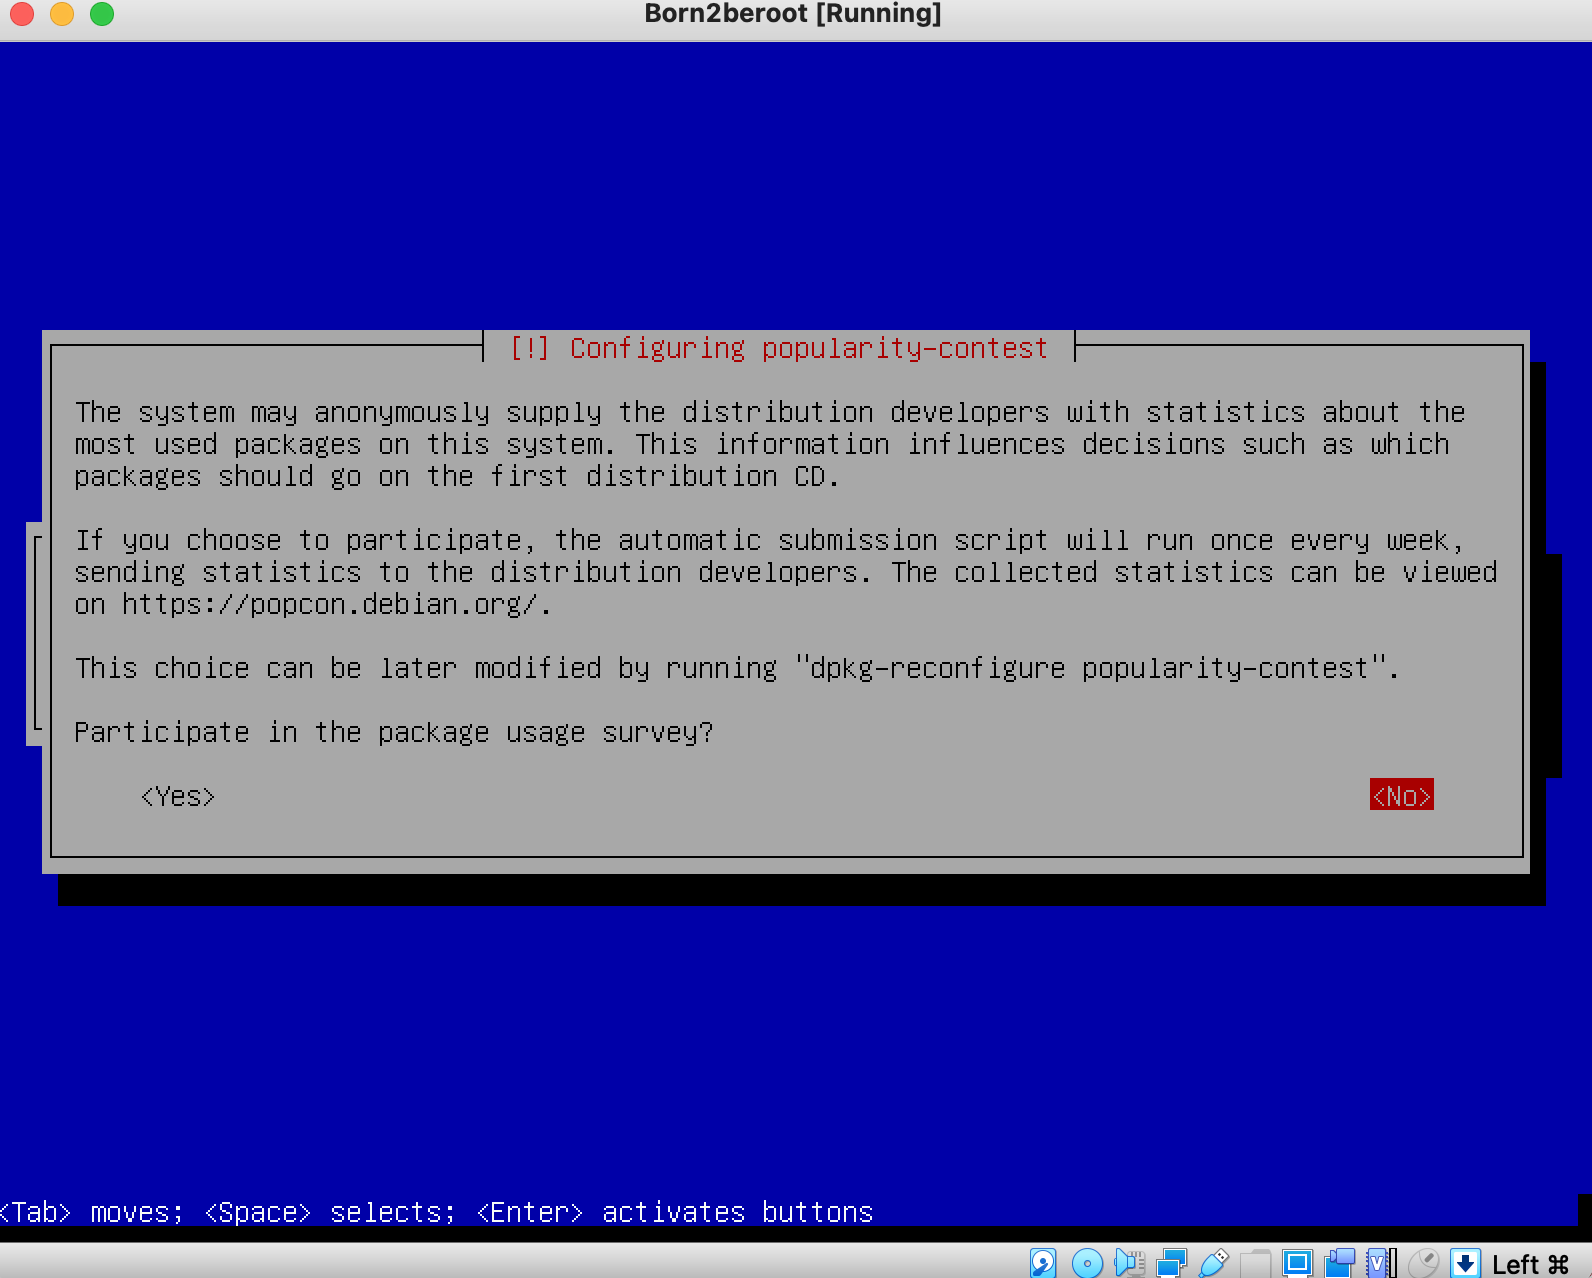 Born2beroot [Running]
[!] Configuring popularity-contest
The system may anonymously supply the distribution developers with statistics about the
most used packages on this system. This information influences decisions such as which
packages should go on the first distribution CD.
If you choose to participate, the automatic submission script will run once every week,
sending statistics to the distribution developers. The collected statistics can be viewed
on https://popcon.debian.org/.
This choice can be later modified by running "dpkg-reconfigure popularity-contest".
Participate in the package usage survey?
<Yes> <No>
<Tab> moves; <Space> selects; <Enter> activates buttons
Left ⌘